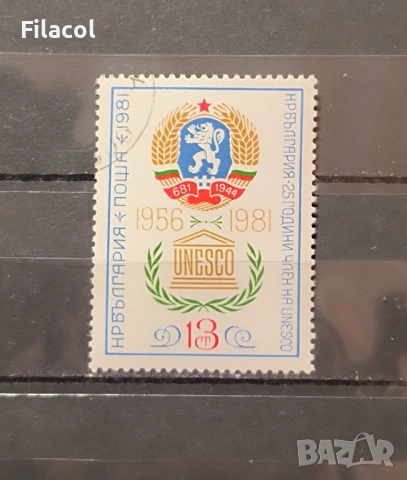 Filacol
НР БЪЛГАРИЯ ПОЩА 1981
681 1944
1956 1981
UNESCO
13 СТ
НР БЪЛГАРИЯ-25 ГОДИНИ ЧЛЕН НА UNESCO
BAZAR